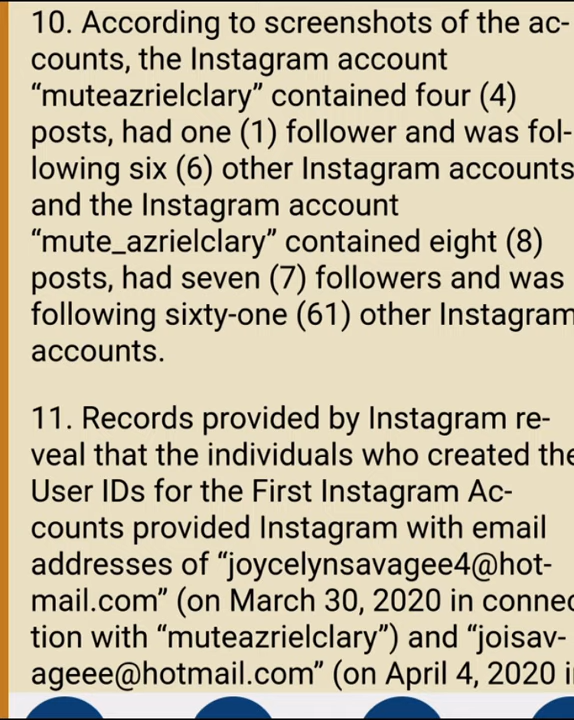 10. According to screenshots of the ac-
counts, the Instagram account
“muteazrielclary” contained four (4)
posts, had one (1) follower and was fol-
lowing six (6) other Instagram accounts
and the Instagram account
“mute_azrielclary” contained eight (8)
posts, had seven (7) followers and was
following sixty-one (61) other Instagram
accounts.
11. Records provided by Instagram re-
veal that the individuals who created the
User IDs for the First Instagram Ac-
counts provided Instagram with email
addresses of “joycelynsavagee4@hot-
mail.com” (on March 30, 2020 in connec
tion with “muteazrielclary”) and “joisav-
ageee@hotmail.com” (on April 4, 2020 in